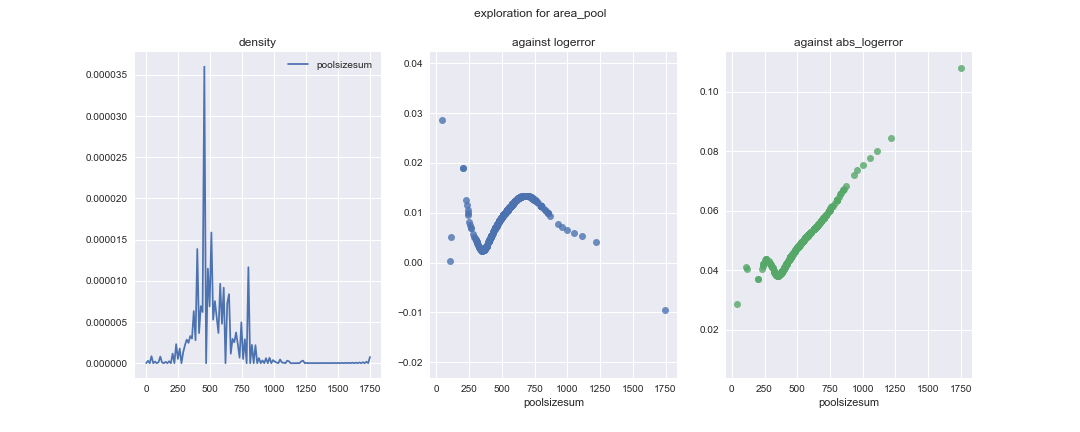 exploration for area_pool
density
against logerror
against abs_logerror
poolsizesum
0.000035
0.000030
0.000025
0.000020
0.000015
0.000010
0.000005
0.000000
0 250 500 750 1000 1250 1500 1750
0.04
0.03
0.02
0.01
0.00
−0.01
−0.02
0 250 500 750 1000 1250 1500 1750
poolsizesum
0.10
0.08
0.06
0.04
0.02
0 250 500 750 1000 1250 1500 1750
poolsizesum